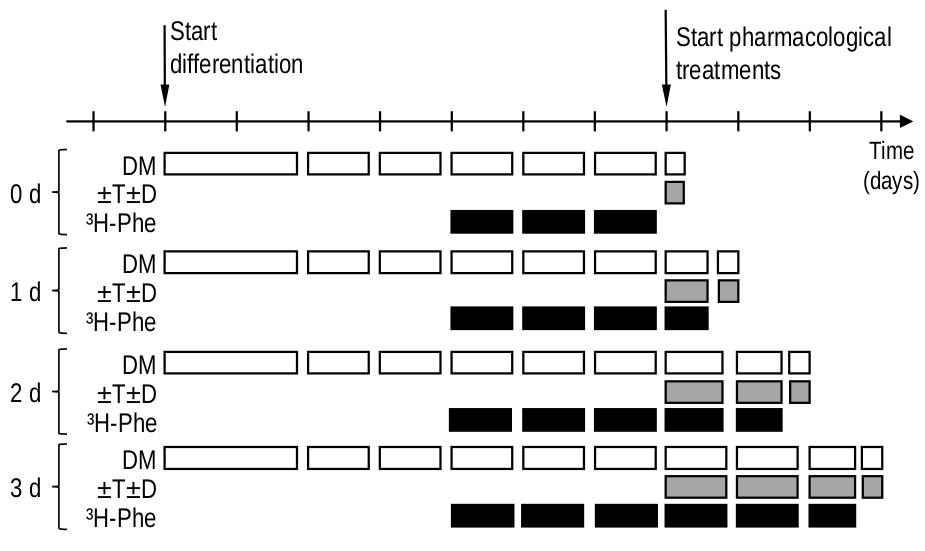 Start
differentiation
Start pharmacological
treatments
Time
(days)
0 d
DM
±T±D
³H-Phe
1 d
DM
±T±D
³H-Phe
2 d
DM
±T±D
³H-Phe
3 d
DM
±T±D
³H-Phe